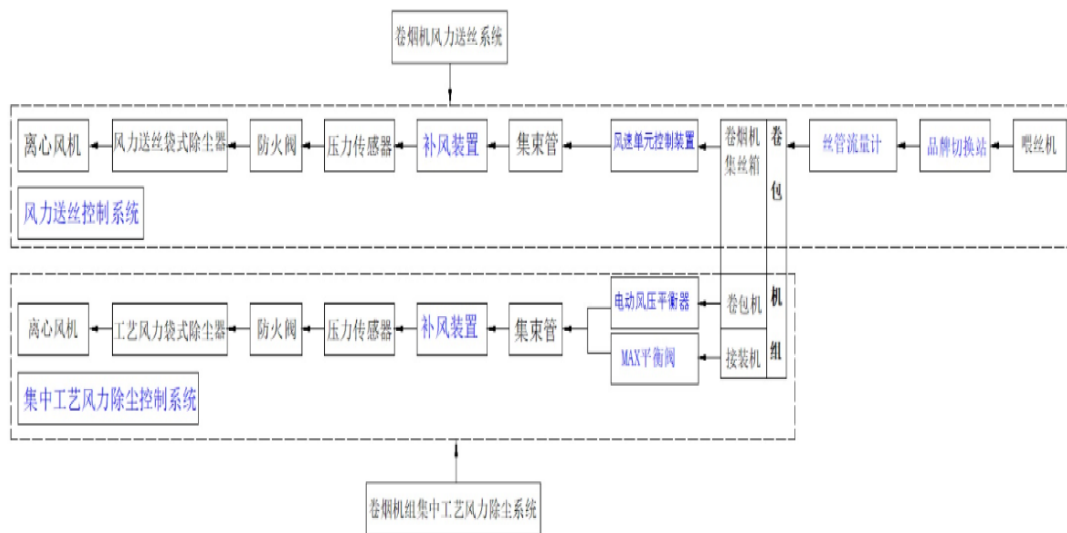 卷烟机风力送丝系统
离心风机
风力送丝袋式除尘器
防火阀
压力传感器
补风装置
集束管
风速单元控制装置
卷烟机
集丝箱
卷
包
机
组
丝管流量计
品牌切换站
喂丝机
风力送丝控制系统
离心风机
工艺风力袋式除尘器
防火阀
压力传感器
补风装置
集束管
电动风压平衡器
MAX平衡阀
卷包机
接装机
集中工艺风力除尘控制系统
卷烟机组集中工艺风力除尘系统